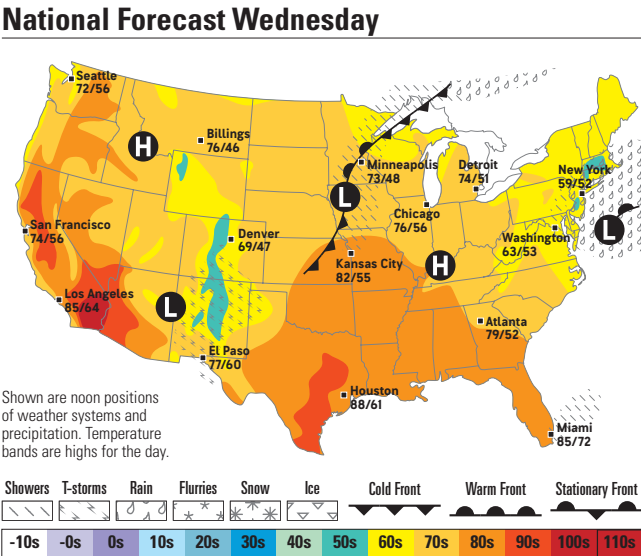 National Forecast Wednesday
Seattle
72/56
Billings
76/46
Minneapolis
73/48
Detroit
74/51
New York
59/52
H
L
San Francisco
74/56
Denver
69/47
Chicago
76/56
Washington
63/53
L
Kansas City
82/55
H
Los Angeles
85/64
L
Atlanta
79/52
El Paso
77/60
Houston
88/61
Miami
85/72
Shown are noon positions
of weather systems and
precipitation. Temperature
bands are highs for the day.
Showers T-storms Rain Flurries Snow Ice Cold Front Warm Front Stationary Front
-10s -0s 0s 10s 20s 30s 40s 50s 60s 70s 80s 90s 100s 110s